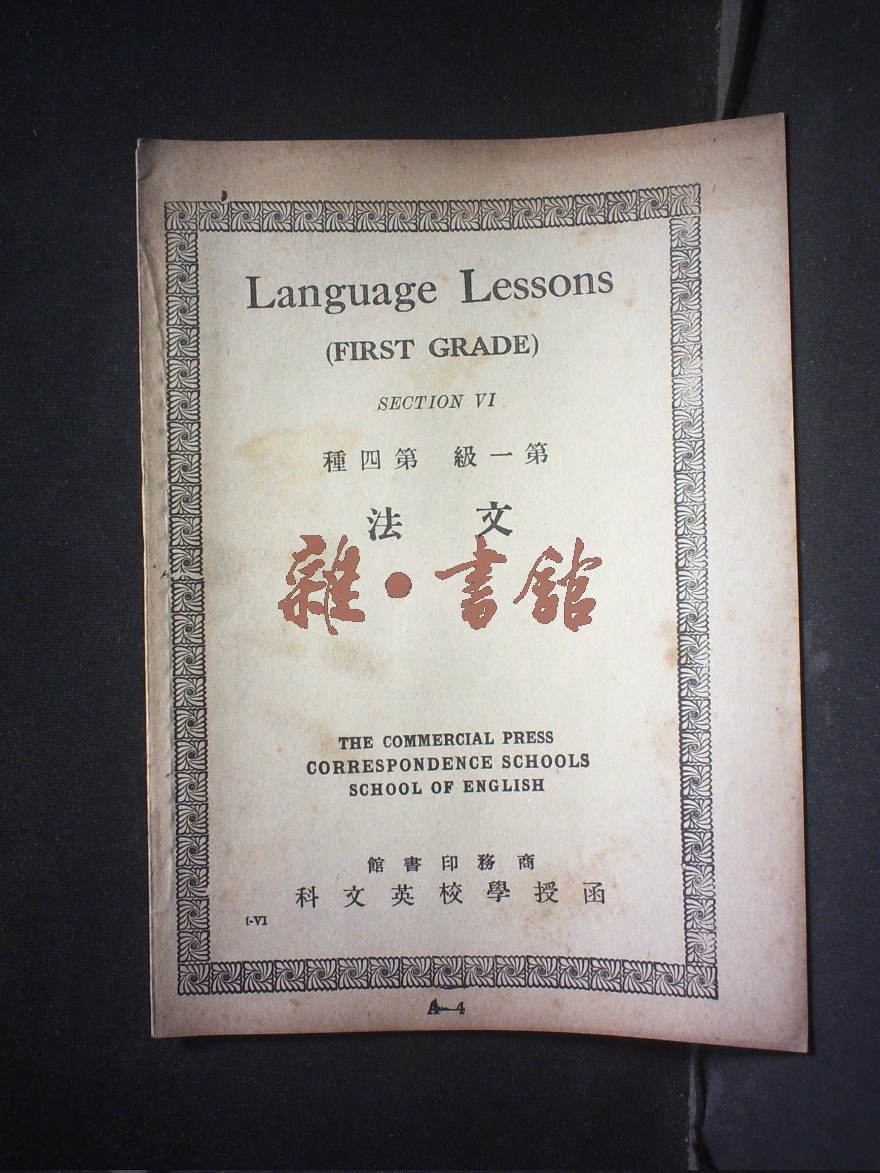 Language Lessons
(FIRST GRADE)
SECTION VI
第一級 第四種
文法
雜·書館
THE COMMERCIAL PRESS
CORRESPONDENCE SCHOOLS
SCHOOL OF ENGLISH
商務印書館
函授學校英文科
I-VI
A—4